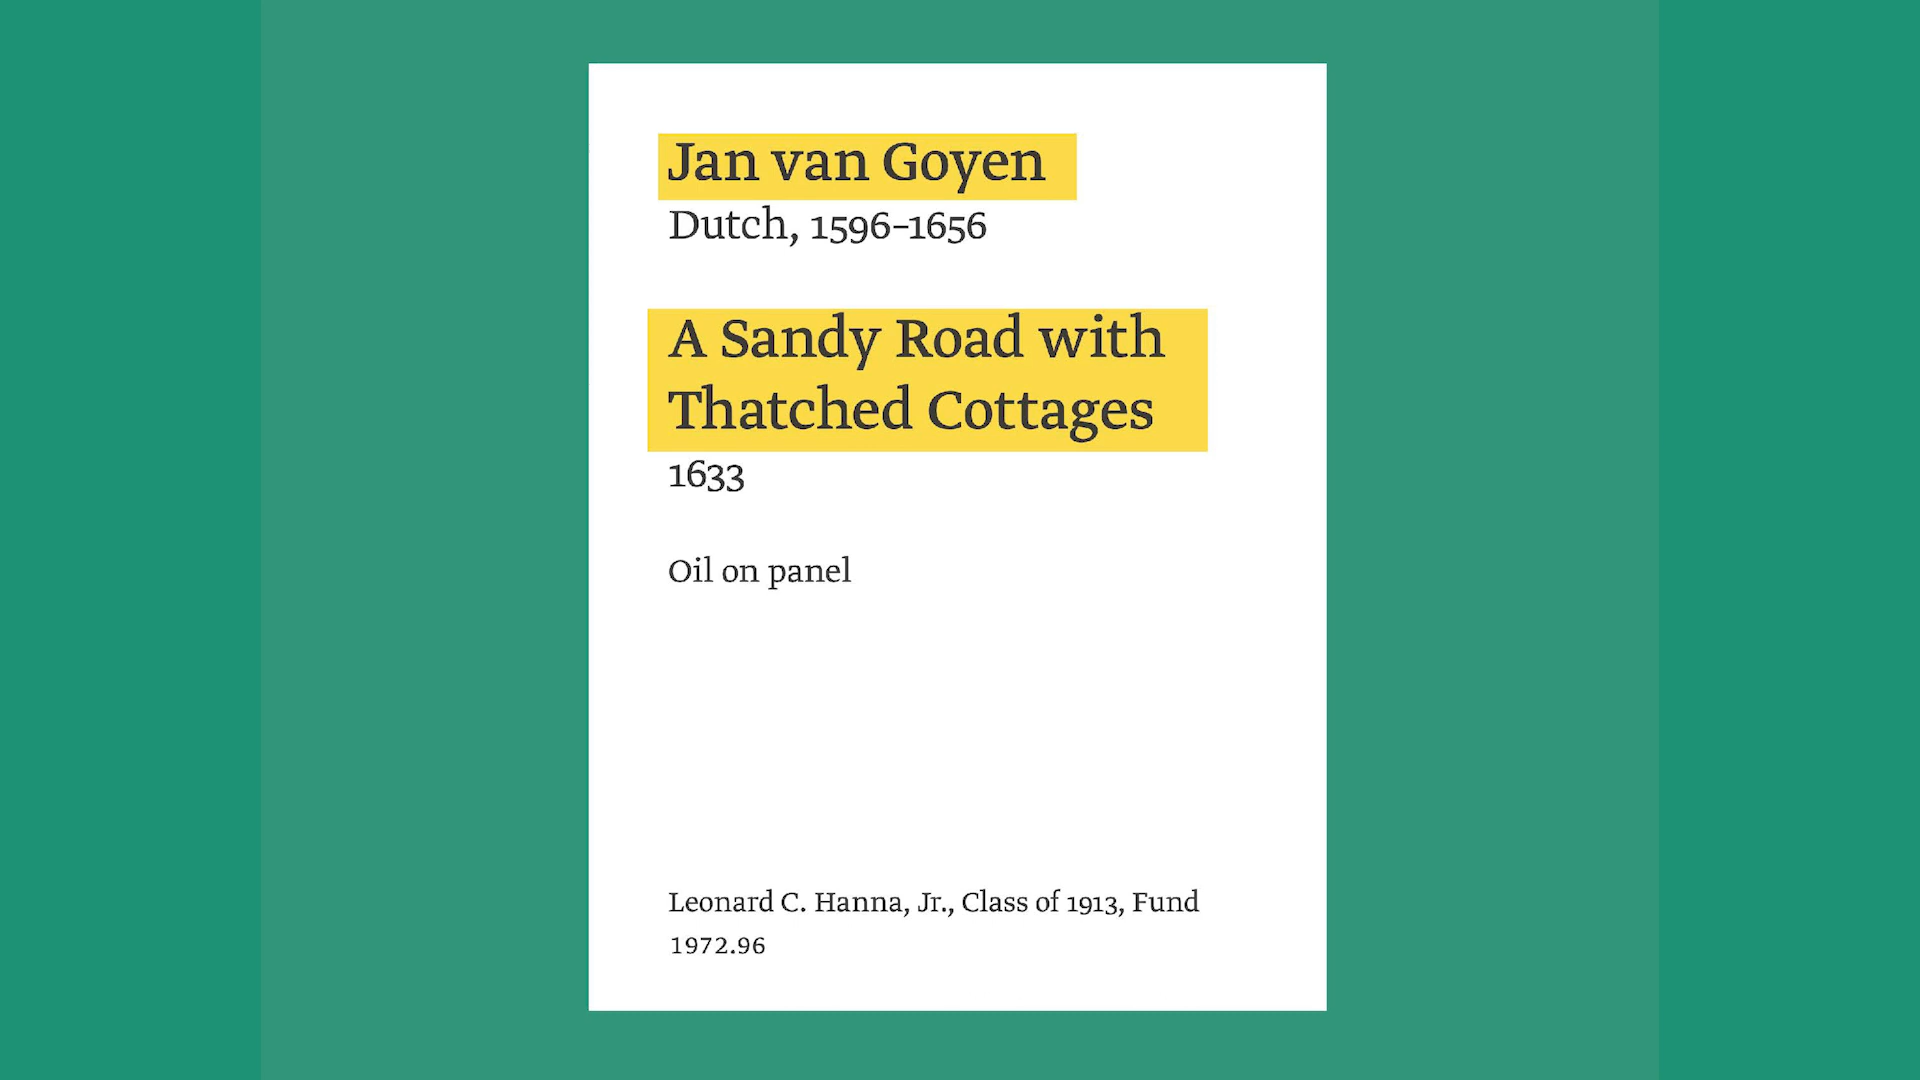 Jan van Goyen
Dutch, 1596–1656
A Sandy Road with
Thatched Cottages
1633
Oil on panel
Leonard C. Hanna, Jr., Class of 1913, Fund
1972.96